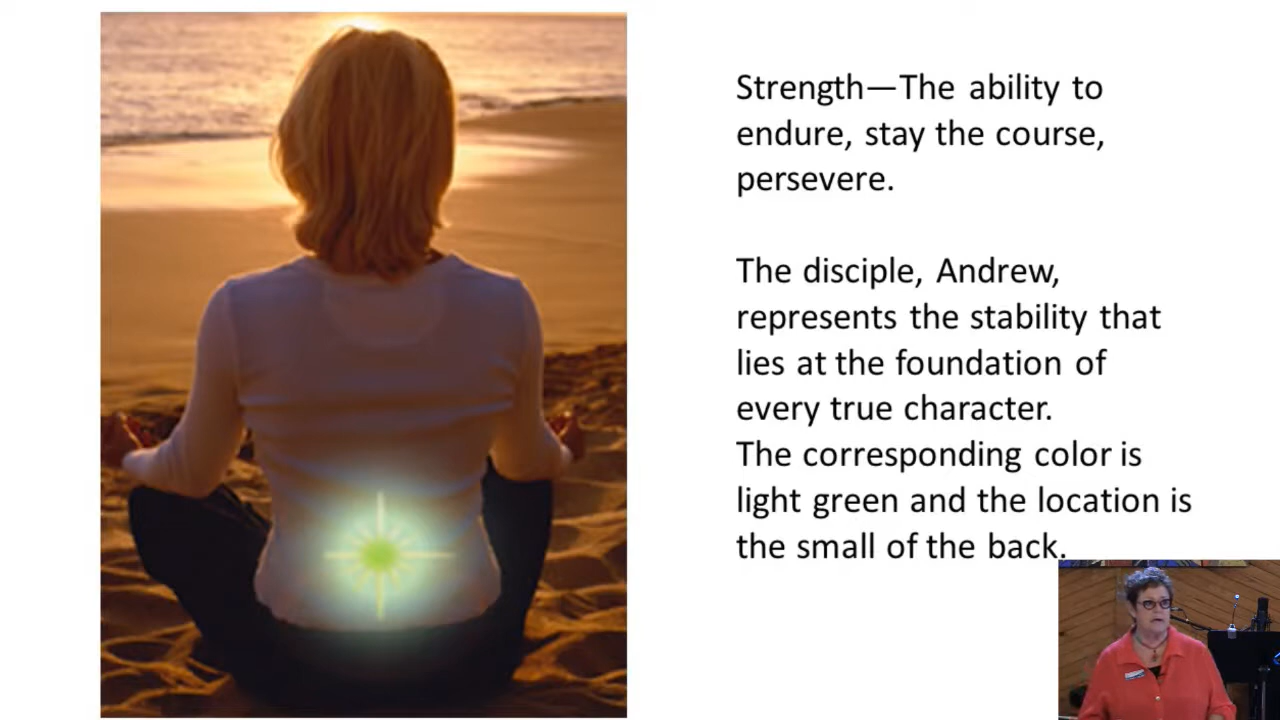 Strength—The ability to
endure, stay the course,
persevere.
The disciple, Andrew,
represents the stability that
lies at the foundation of
every true character.
The corresponding color is
light green and the location is
the small of the back.